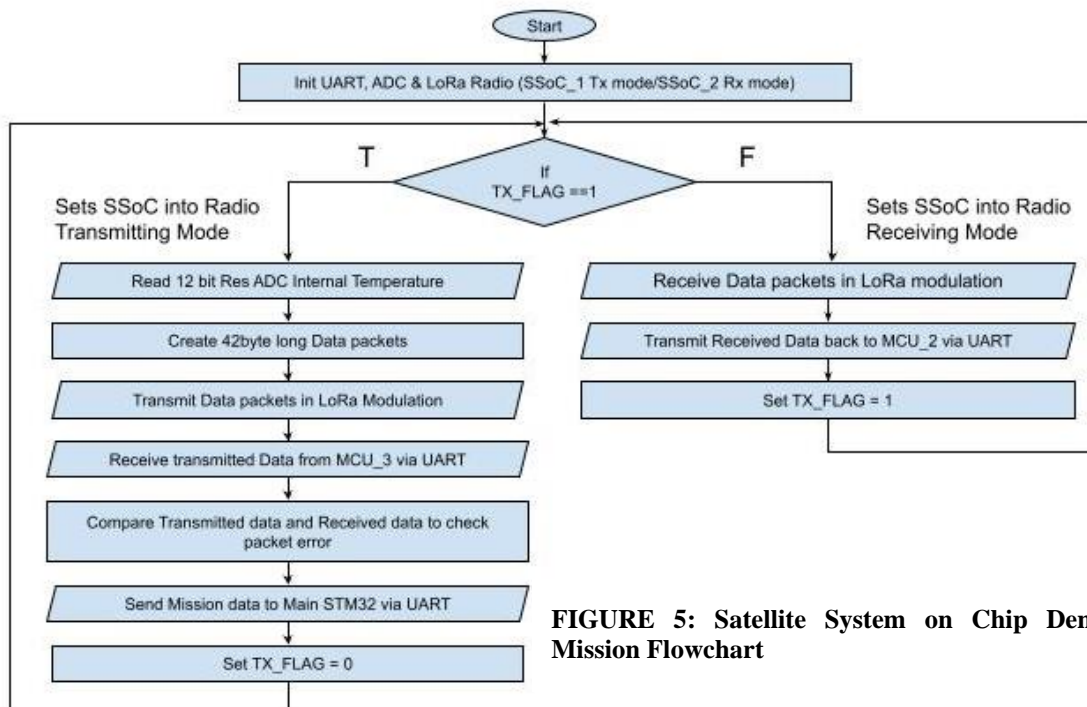 Start
Init UART, ADC & LoRa Radio (SSoC_1 Tx mode/SSoC_2 Rx mode)
T
F
If
TX_FLAG ==1
Sets SSoC into Radio
Transmitting Mode
Sets SSoC into Radio
Receiving Mode
Read 12 bit Res ADC Internal Temperature
Create 42byte long Data packets
Transmit Data packets in LoRa Modulation
Receive transmitted Data from MCU_3 via UART
Compare Transmitted data and Received data to check
packet error
Send Mission data to Main STM32 via UART
Set TX_FLAG = 0
Receive Data packets in LoRa modulation
Transmit Received Data back to MCU_2 via UART
Set TX_FLAG = 1
FIGURE 5: Satellite System on Chip
Mission Flowchart